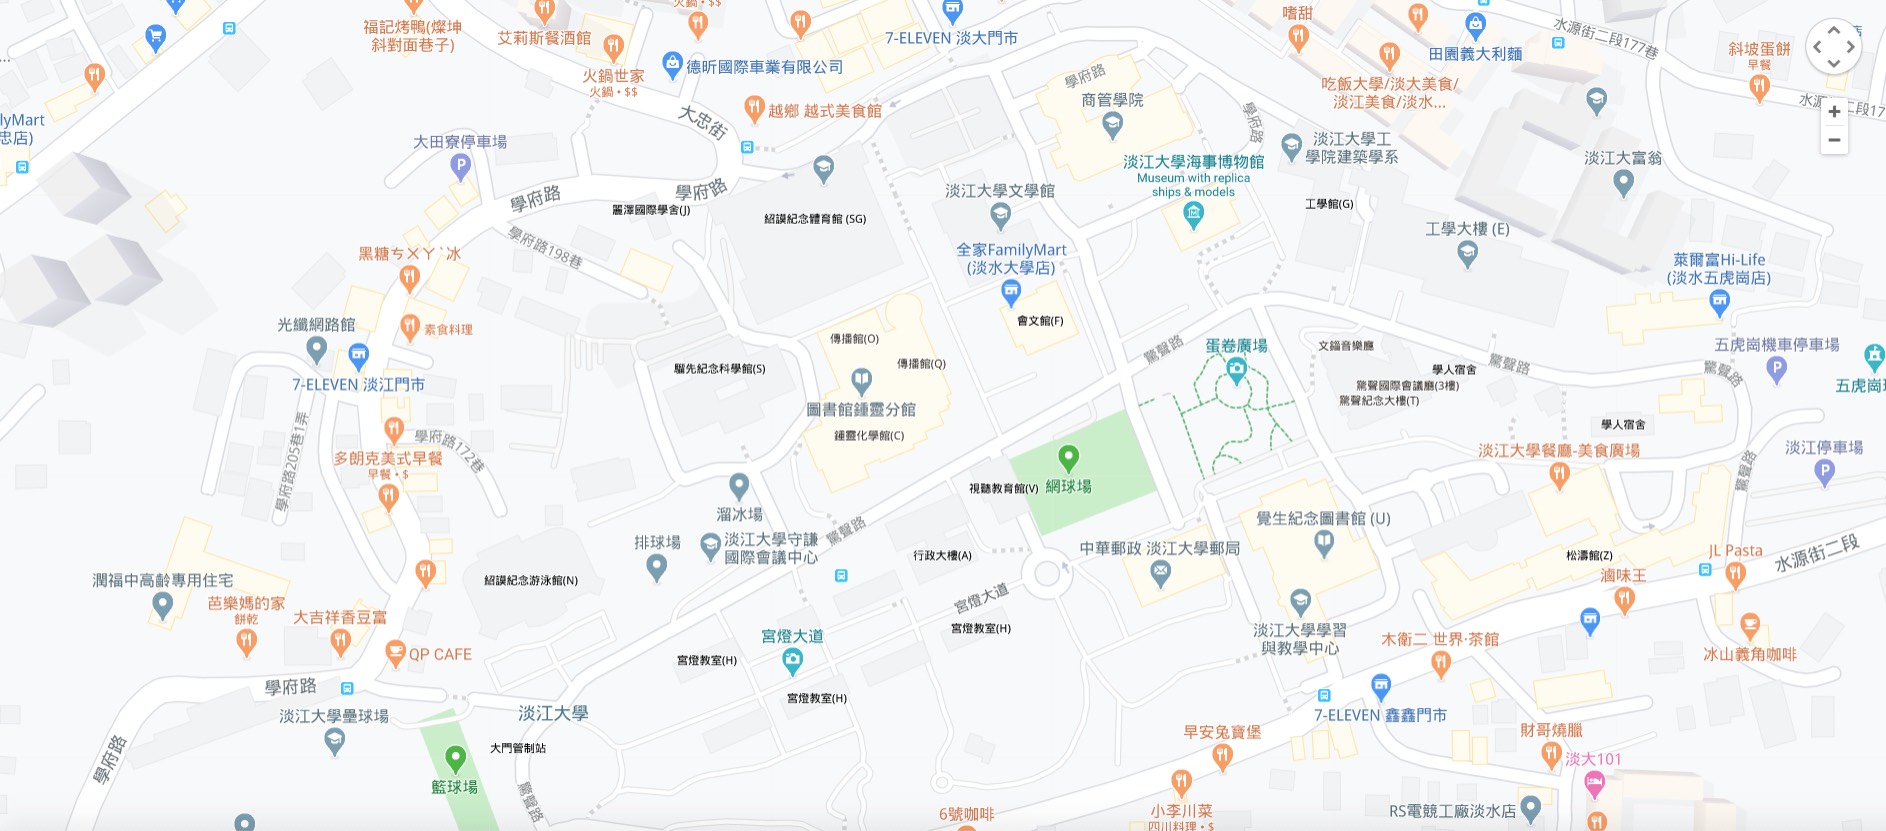 火鍋・$$
福記烤鴨(燦坤
斜對面巷子)
艾莉斯餐酒館
7-ELEVEN 淡大門市
嗜甜
水源街二段177巷
田園義大利麵
斜坡蛋餅
早餐
火鍋世家
火鍋・$$
德昕國際車業有限公司
學府路
商管學院
吃飯大學/淡大美食/
淡江美食/淡水...
水源街二段17
lyMart
忠店)
大忠街
越鄉 越式美食館
學府路
大田寮停車場
淡江大學工
學院建築學系
淡江大學海事博物館
Museum with replica
ships & models
淡江大富翁
學府路
學府路
麗澤國際學舍(J)
紹謨紀念體育館 (SG)
淡江大學文學館
工學館(G)
工學大樓 (E)
學府路198巷
黑糖ㄘㄨㄚˋ冰
全家FamilyMart
(淡水大學店)
萊爾富Hi-Life
(淡水五虎崗店)
光纖網路館
素食料理
會文館(F)
傳播館(O)
傳播館(Q)
驚聲路
蛋卷廣場
文錙音樂廳
五虎崗機車停車場
7-ELEVEN 淡江門市
騮先紀念科學館(S)
學人宿舍
驚聲路
驚聲路
驚聲國際會議廳(3樓)
驚聲紀念大樓(T)
圖書館鍾靈分館
鍾靈化學館(C)
學府路205巷1弄
學府路172巷
多朗克美式早餐
早餐・$
學人宿舍
淡江大學餐廳-美食廣場
淡江停車場
驚聲路
視聽教育館(V)
網球場
溜冰場
覺生紀念圖書館 (U)
驚聲路
排球場
淡江大學守謙
國際會議中心
行政大樓(A)
中華郵政 淡江大學郵局
松濤館(Z)
JL Pasta
水源街二段
潤福中高齡專用住宅
紹謨紀念游泳館(N)
滷味王
芭樂媽的家
餅乾
大吉祥香豆富
宮燈大道
宮燈教室(H)
宮燈大道
淡江大學學習
與教學中心
木衛二 世界·茶館
冰山義角咖啡
QP CAFE
宮燈教室(H)
宮燈教室(H)
學府路
淡江大學壘球場
淡江大學
7-ELEVEN 鑫鑫門市
早安兔寶堡
財哥燒臘
大門管制站
學府路
淡大101
籃球場
驚聲路
6號咖啡
小李川菜
四川料理・$
RS電競工廠淡水店